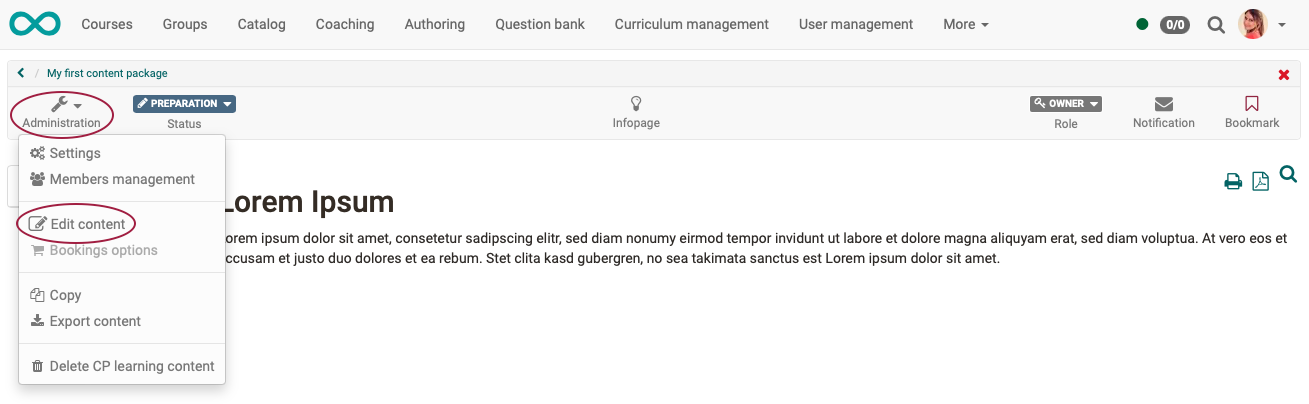 Courses Groups Catalog Coaching Authoring Question bank Curriculum management User management More 0/0
/ My first content package
Administration PREPARATION Status Infopage OWNER Role Notification Bookmark
Settings
Members management
Edit content
Bookings options
Copy
Export content
Delete CP learning content
Lorem Ipsum
orem ipsum dolor sit amet, consetetur sadipscing elitr, sed diam nonumy eirmod tempor invidunt ut labore et dolore magna aliquyam erat, sed diam voluptua. At vero eos et
ccusam et justo duo dolores et ea rebum. Stet clita kasd gubergren, no sea takimata sanctus est Lorem ipsum dolor sit amet.